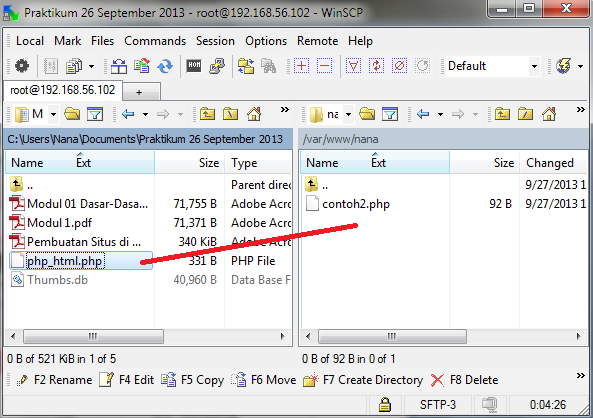 Praktikum 26 September 2013 - root@192.168.56.102 - WinSCP
Local Mark Files Commands Session Options Remote Help
Default
root@192.168.56.102 +
M na
C:\Users\Nana\Documents\Praktikum 26 September 2013 /var/www/nana
Name Ext Size Type Name Ext Size Changed
.. Parent direc .. 9/27/2013 1
Modul 01 Dasar-Dasa... 71,755 B Adobe Acro contoh2.php 92 B 9/27/2013 1
Modul 1.pdf 71,371 B Adobe Acro
Pembuatan Situs di ... 340 KiB Adobe Acro
php_html.php 331 B PHP File
Thumbs.db 40,960 B Data Base F
0 B of 521 KiB in 1 of 5 0 B of 92 B in 0 of 1
F2 Rename F4 Edit F5 Copy F6 Move F7 Create Directory F8 Delete
SFTP-3 0:04:26